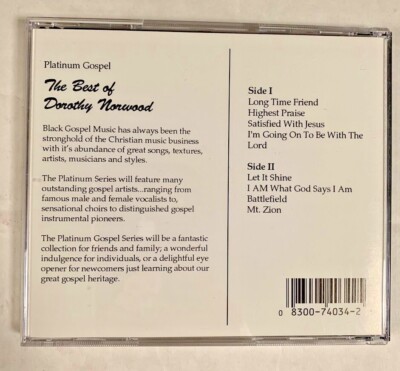 Platinum Gospel
The Best of
Dorothy Norwood
Black Gospel Music has always been the
stronghold of the Christian music business
with it's abundance of great songs, textures,
artists, musicians and styles.
The Platinum Series will feature many
outstanding gospel artists...ranging from
famous male and female vocalists to,
sensational choirs to distinguished gospel
instrumental pioneers.
The Platinum Gospel Series will be a fantastic
collection for friends and family; a wonderful
indulgence for individuals, or a delightful eye
opener for newcomers just learning about our
great gospel heritage.
Side I
Long Time Friend
Highest Praise
Satisfied With Jesus
I'm Going On To Be With The
Lord
Side II
Let It Shine
I AM What God Says I Am
Battlefield
Mt. Zion
0 8300-74034-2